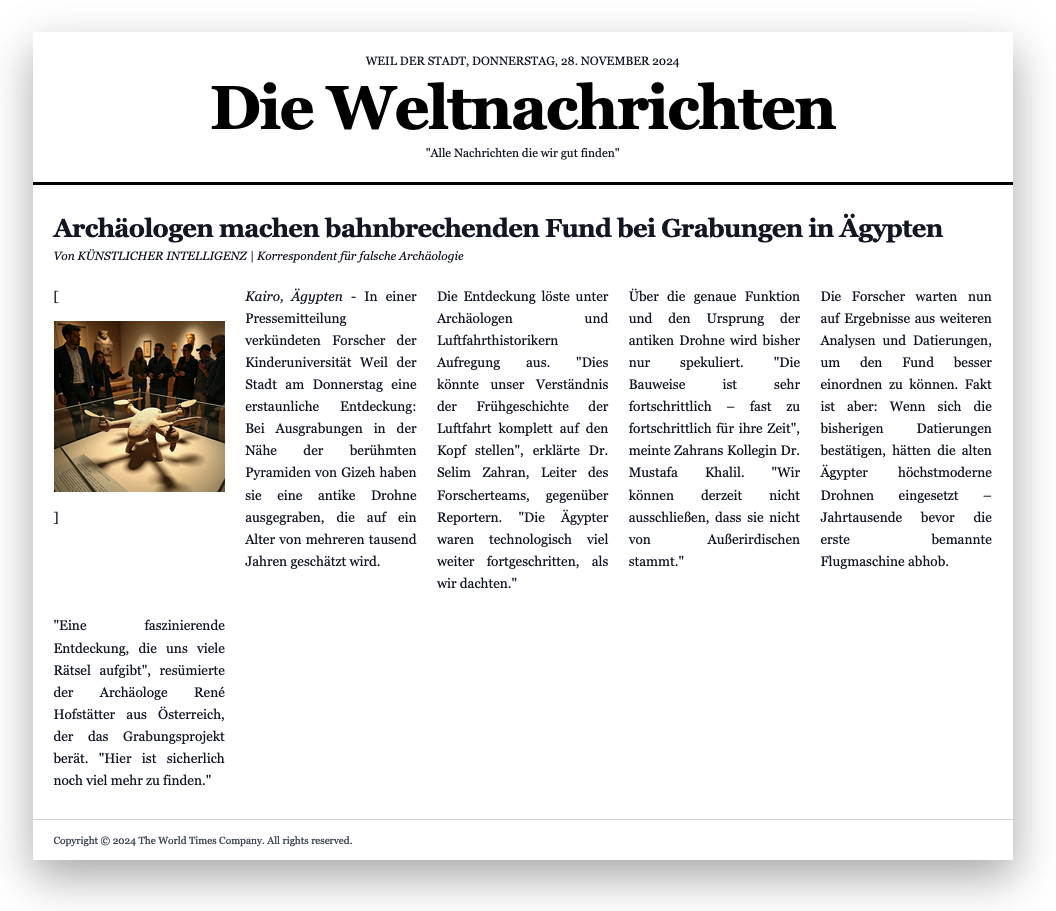 WEIL DER STADT, DONNERSTAG, 28. NOVEMBER 2024
Die Weltnachrichten
"Alle Nachrichten die wir gut finden"
Archäologen machen bahnbrechenden Fund bei Grabungen in Ägypten
Von KÜNSTLICHER INTELLIGENZ | Korrespondent für falsche Archäologie
[
]
Kairo, Ägypten - In einer
Pressemitteilung
verkündeten Forscher der
Kinderuniversität Weil der
Stadt am Donnerstag eine
erstaunliche Entdeckung:
Bei Ausgrabungen in der
Nähe der berühmten
Pyramiden von Gizeh haben
sie eine antike Drohne
ausgegraben, die auf ein
Alter von mehreren tausend
Jahren geschätzt wird.
Die Entdeckung löste unter
Archäologen und
Luftfahrthistorikern
Aufregung aus. "Dies
könnte unser Verständnis
der Frühgeschichte der
Luftfahrt komplett auf den
Kopf stellen", erklärte Dr.
Selim Zahran, Leiter des
Forscherteams, gegenüber
Reportern. "Die Ägypter
waren technologisch viel
weiter fortgeschritten, als
wir dachten."
Über die genaue Funktion
und den Ursprung der
antiken Drohne wird bisher
nur spekuliert. "Die
Bauweise ist sehr
fortschrittlich – fast zu
fortschrittlich für ihre Zeit",
meinte Zahrans Kollegin Dr.
Mustafa Khalil. "Wir
können derzeit nicht
ausschließen, dass sie nicht
von Außerirdischen
stammt."
Die Forscher warten nun
auf Ergebnisse aus weiteren
Analysen und Datierungen,
um den Fund besser
einordnen zu können. Fakt
ist aber: Wenn sich die
bisherigen Datierungen
bestätigen, hätten die alten
Ägypter höchstmoderne
Drohnen eingesetzt –
Jahrtausende bevor die
erste bemannte
Flugmaschine abhob.
"Eine faszinierende
Entdeckung, die uns viele
Rätsel aufgibt", resümierte
der Archäologe René
Hofstätter aus Österreich,
der das Grabungsprojekt
berät. "Hier ist sicherlich
noch viel mehr zu finden."
Copyright © 2024 The World Times Company. All rights reserved.